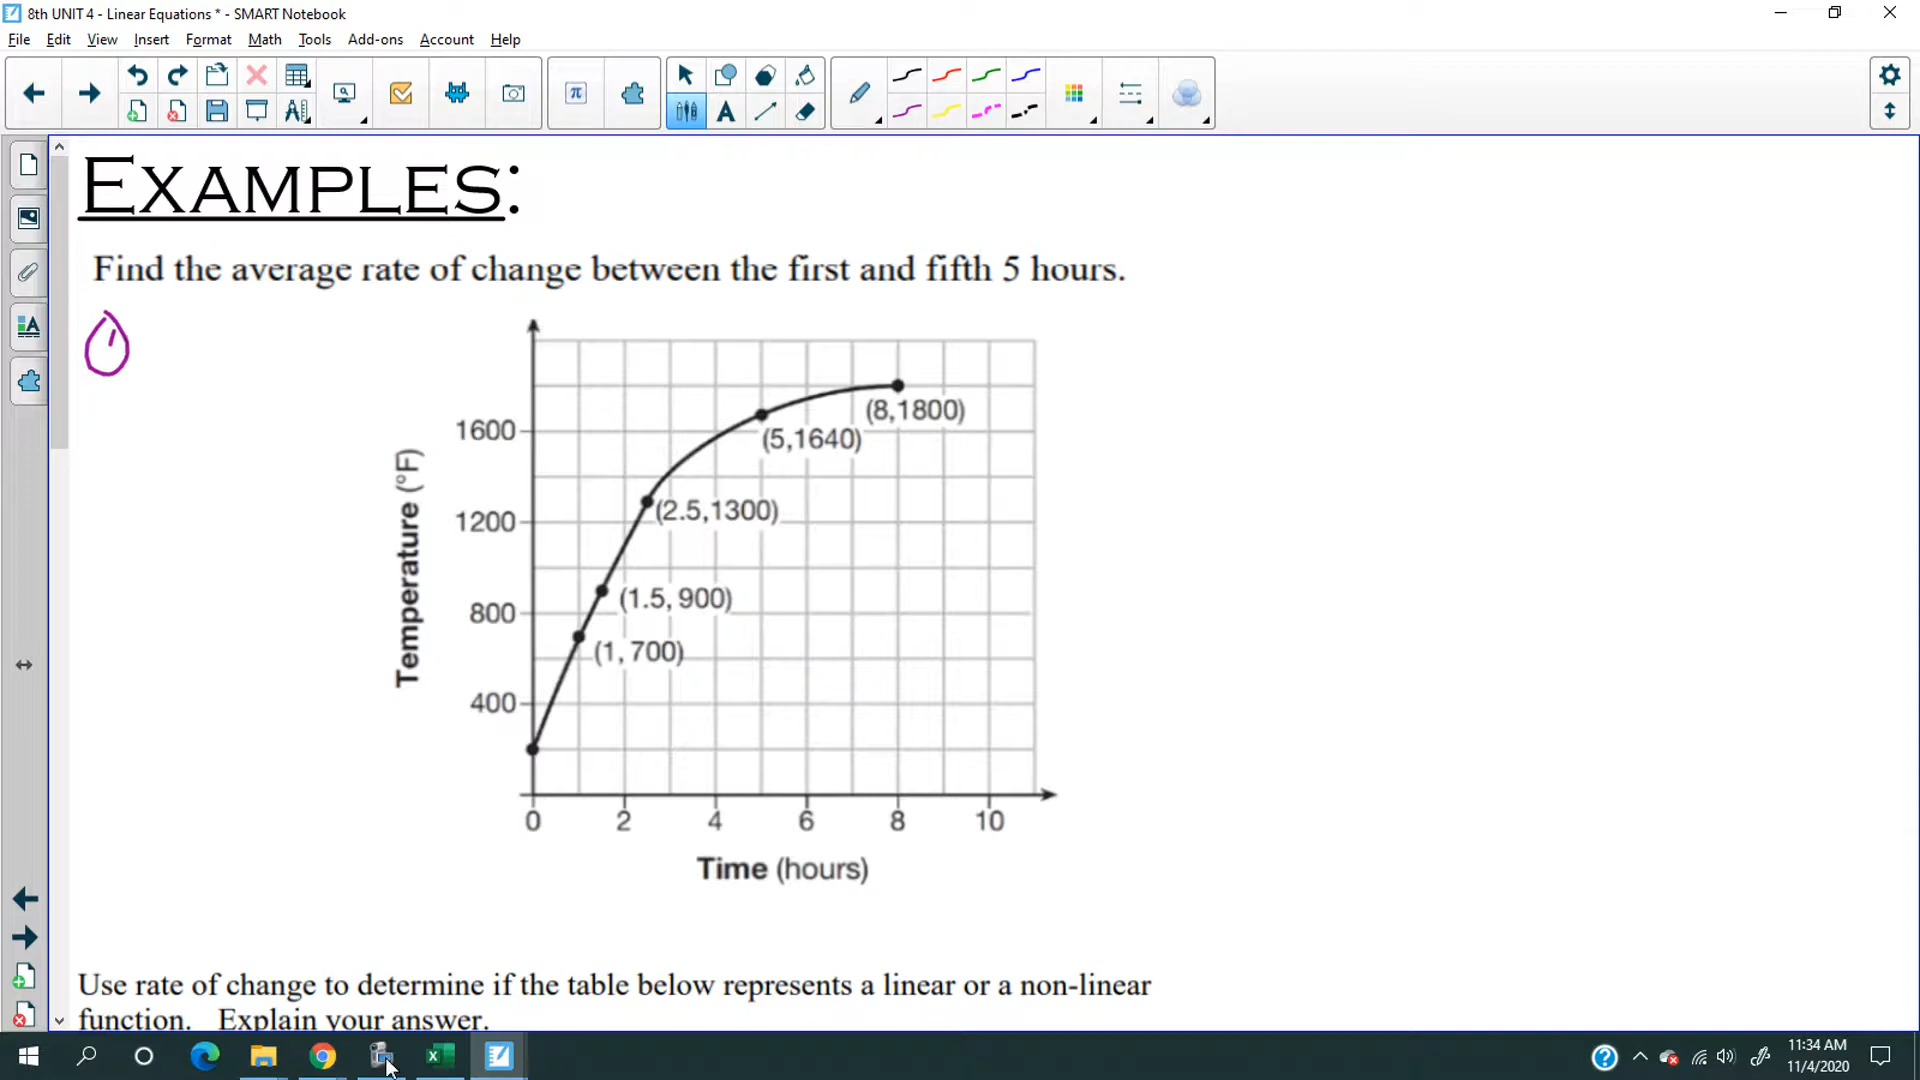 8th UNIT 4 - Linear Equations * - SMART Notebook
File Edit View Insert Format Math Tools Add-ons Account Help
EXAMPLES:
Find the average rate of change between the first and fifth 5 hours.
1
(8,1800)
1600
(5,1640)
(2.5,1300)
1200
(1.5, 900)
800
(1, 700)
400
Temperature (°F)
0 2 4 6 8 10
Time (hours)
Use rate of change to determine if the table below represents a linear or a non-linear
function. Explain your answer.
11:34 AM
11/4/2020